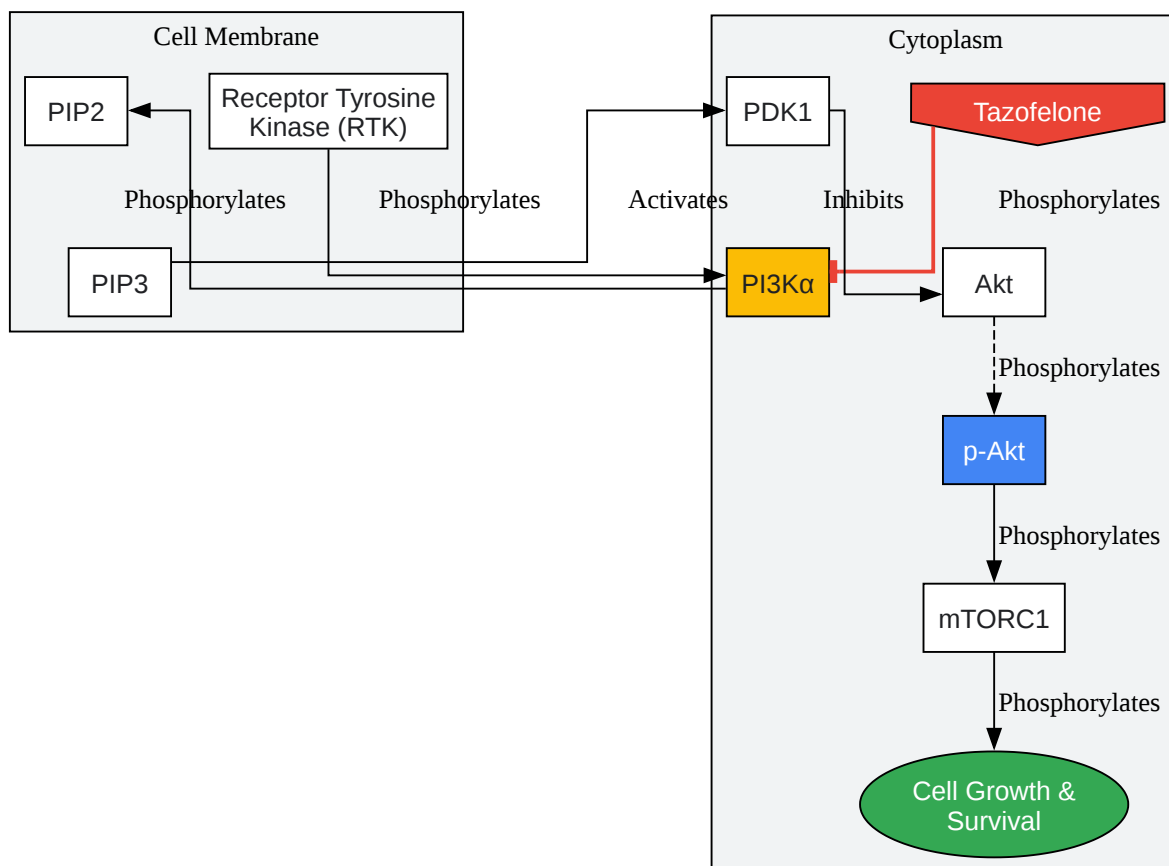 Cell Membrane
Cytoplasm
PIP2
Receptor Tyrosine
Kinase (RTK)
PDK1
Tazofelone
Phosphorylates
Phosphorylates
Activates
Inhibits
Phosphorylates
PIP3
PI3Kα
Akt
Phosphorylates
p-Akt
Phosphorylates
mTORC1
Phosphorylates
Cell Growth &
Survival